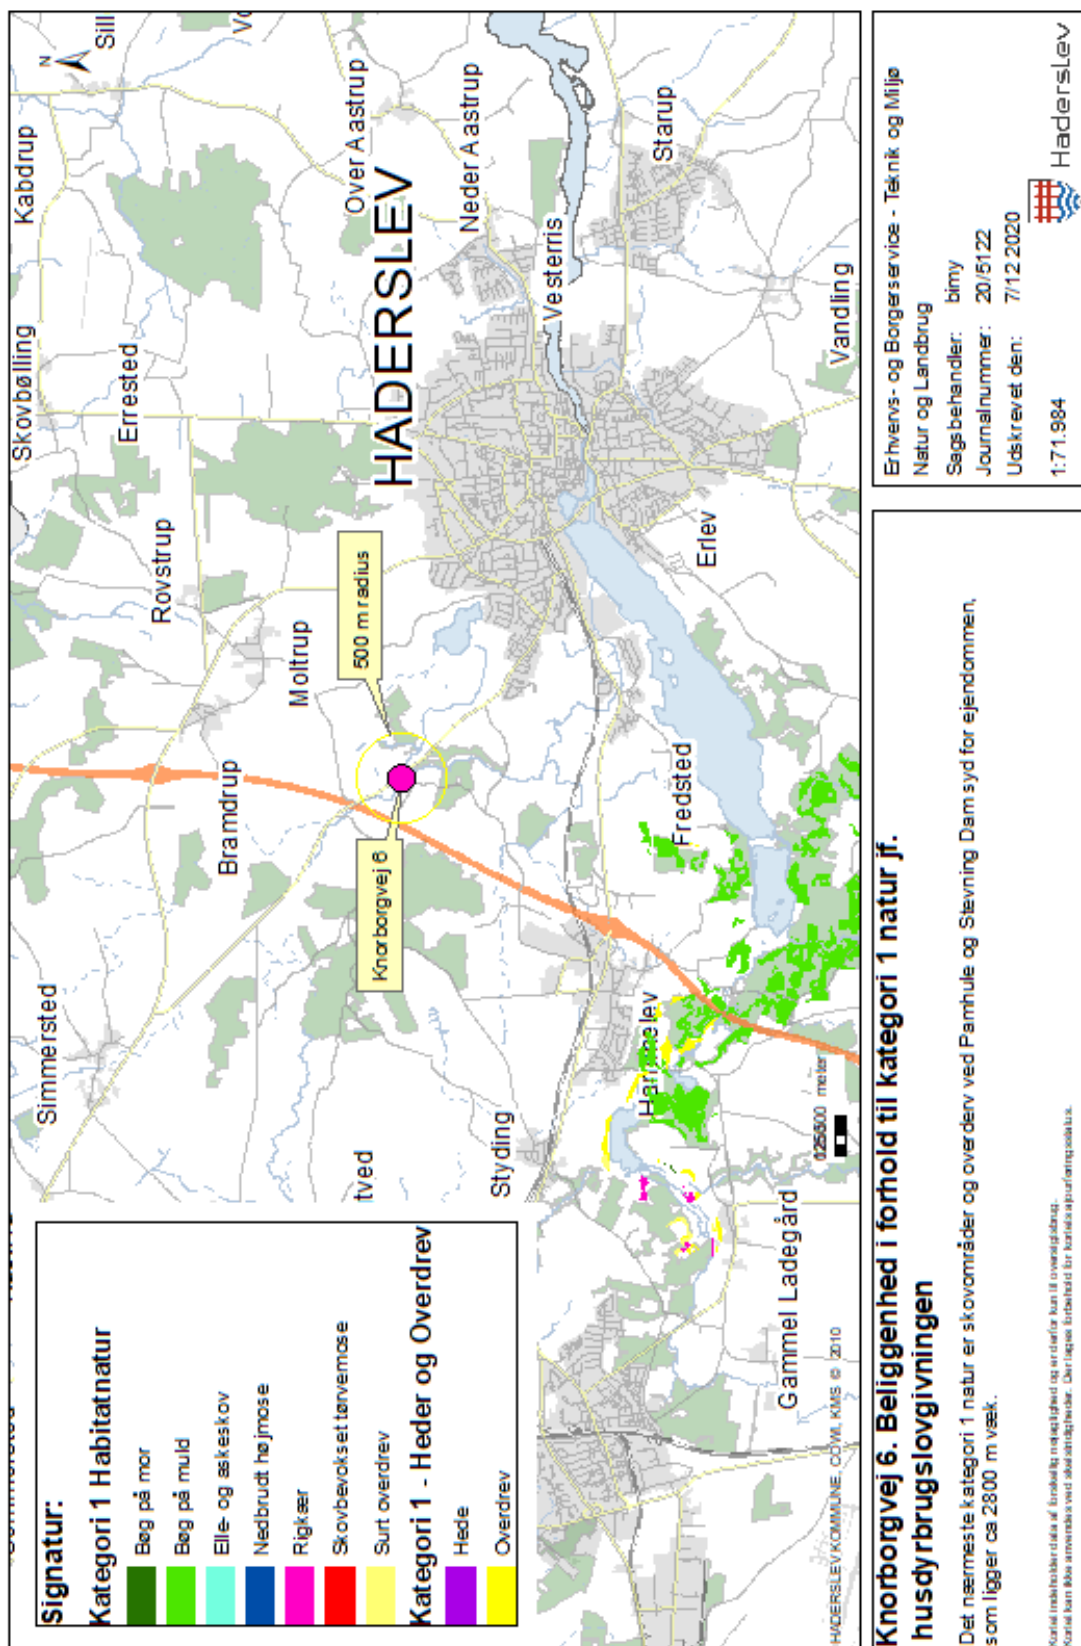 Sill
Kabdrup
Skovbølling
Errested
Over Aastrup
Neder Aastrup
HADERSLEV
Vesterris
Starup
Vandling
Rovstrup
Moltrup
500 m radius
Knorborgvej 6
Bramdrup
Erlev
Fredsted
Simmersted
Hammelev
Styding
tved
Gammel Ladegård
meter
N
HADERSLEV KOMMUNE, COWI, KMS © 2010
Signatur:
Kategori 1 Habitatnatur
Bøg på mor
Bøg på muld
Elle- og askeskov
Nedbrudt højmose
Rigkær
Skovbevokset tørvemose
Surt overdrev
Kategori 1 - Heder og Overdrev
Hede
Overdrev
Knorborgvej 6. Beliggenhed i forhold til kategori 1 natur jf.
husdyrbrugslovgivningen
Det nærmeste kategori 1 natur er skovområder og overderv ved Pamhule og Stevning Dam syd for ejendommen,
som ligger ca 2800 m væk.
Erhvervs- og Borgerservice - Teknik og Miljø
Natur og Landbrug
Sagsbehandler: bimy
Journalnummer: 20/5122
Udskrevet den: 7/12 2020
1:71.984
Haderslev